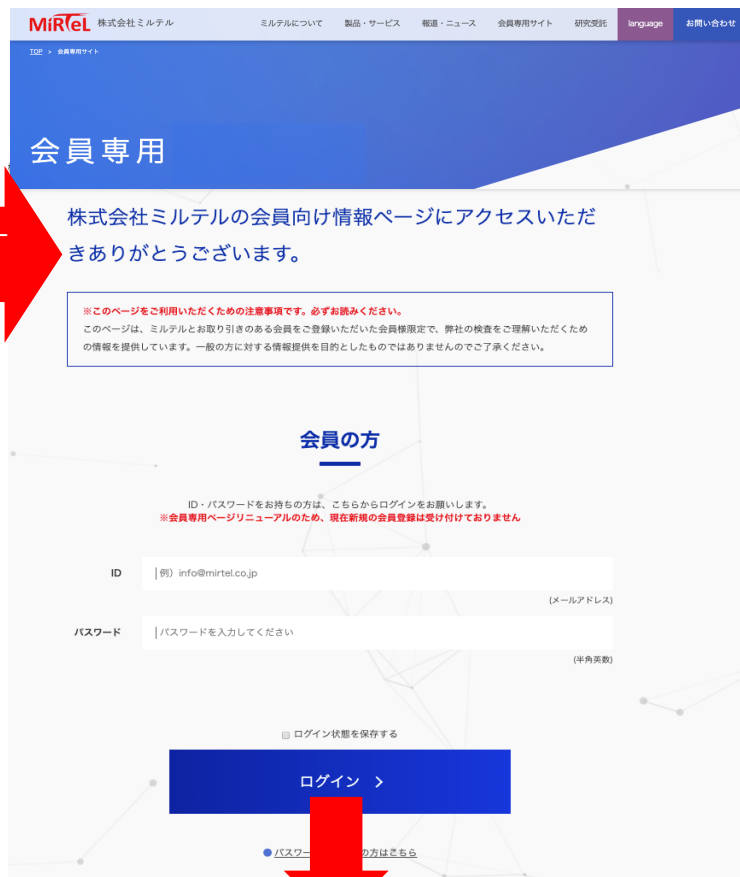 MiRTeL 株式会社ミルテル
ミルテルについて 製品・サービス 報道・ニュース 会員専用サイト 研究受託 language お問い合わせ
TOP > 会員専用サイト
会員専用
株式会社ミルテルの会員向け情報ページにアクセスいただ
きありがとうございます。
※このページをご利用いただくための注意事項です。必ずお読みください。
このページは、ミルテルとお取り引きのある会員をご登録いただいた会員様限定で、弊社の検査をご理解いただくため
の情報を提供しています。一般の方に対する情報提供を目的としたものではありませんのでご了承ください。
会員の方
ID・パスワードをお持ちの方は、こちらからログインをお願いします。
※会員専用ページリニューアルのため、現在新規の会員登録は受け付けておりません
ID 例）info@mirtel.co.jp
(メールアドレス)
パスワード パスワードを入力してください
(半角英数)
ログイン状態を保存する
ログイン >
パスワー の方はこちら